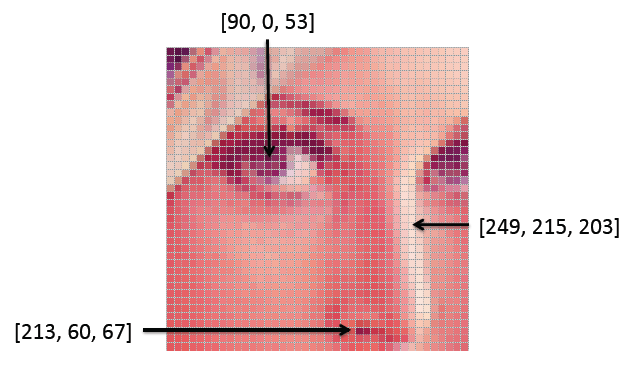 [90, 0, 53]
[249, 215, 203]
[213, 60, 67]